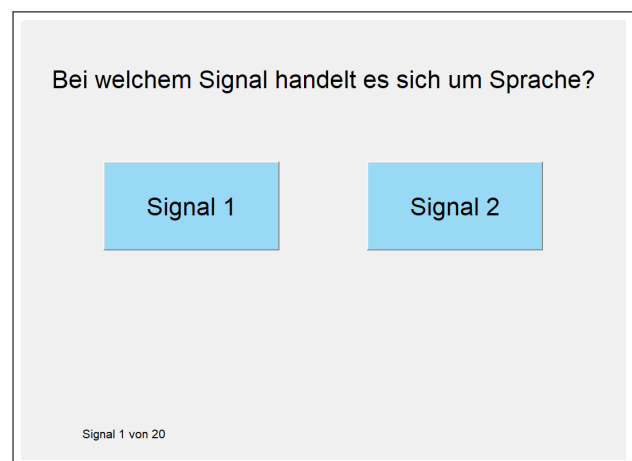 Bei welchem Signal handelt es sich um Sprache?
Signal 1
Signal 2
Signal 1 von 20